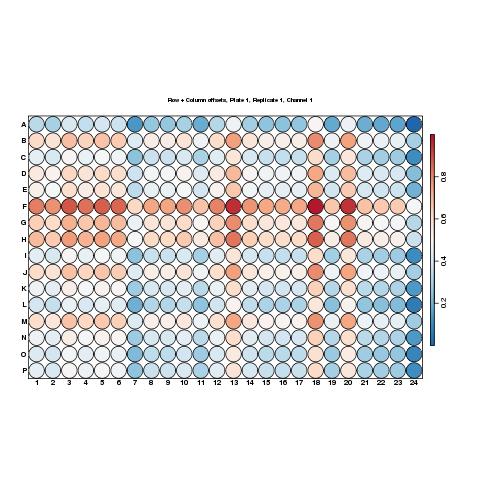 Row + Column offsets, Plate 1, Replicate 1, Channel 1
A
B
C
D
E
F
G
H
I
J
K
L
M
N
O
P
1 2 3 4 5 6 7 8 9 10 11 12 13 14 15 16 17 18 19 20 21 22 23 24
0.8
0.6
0.4
0.2